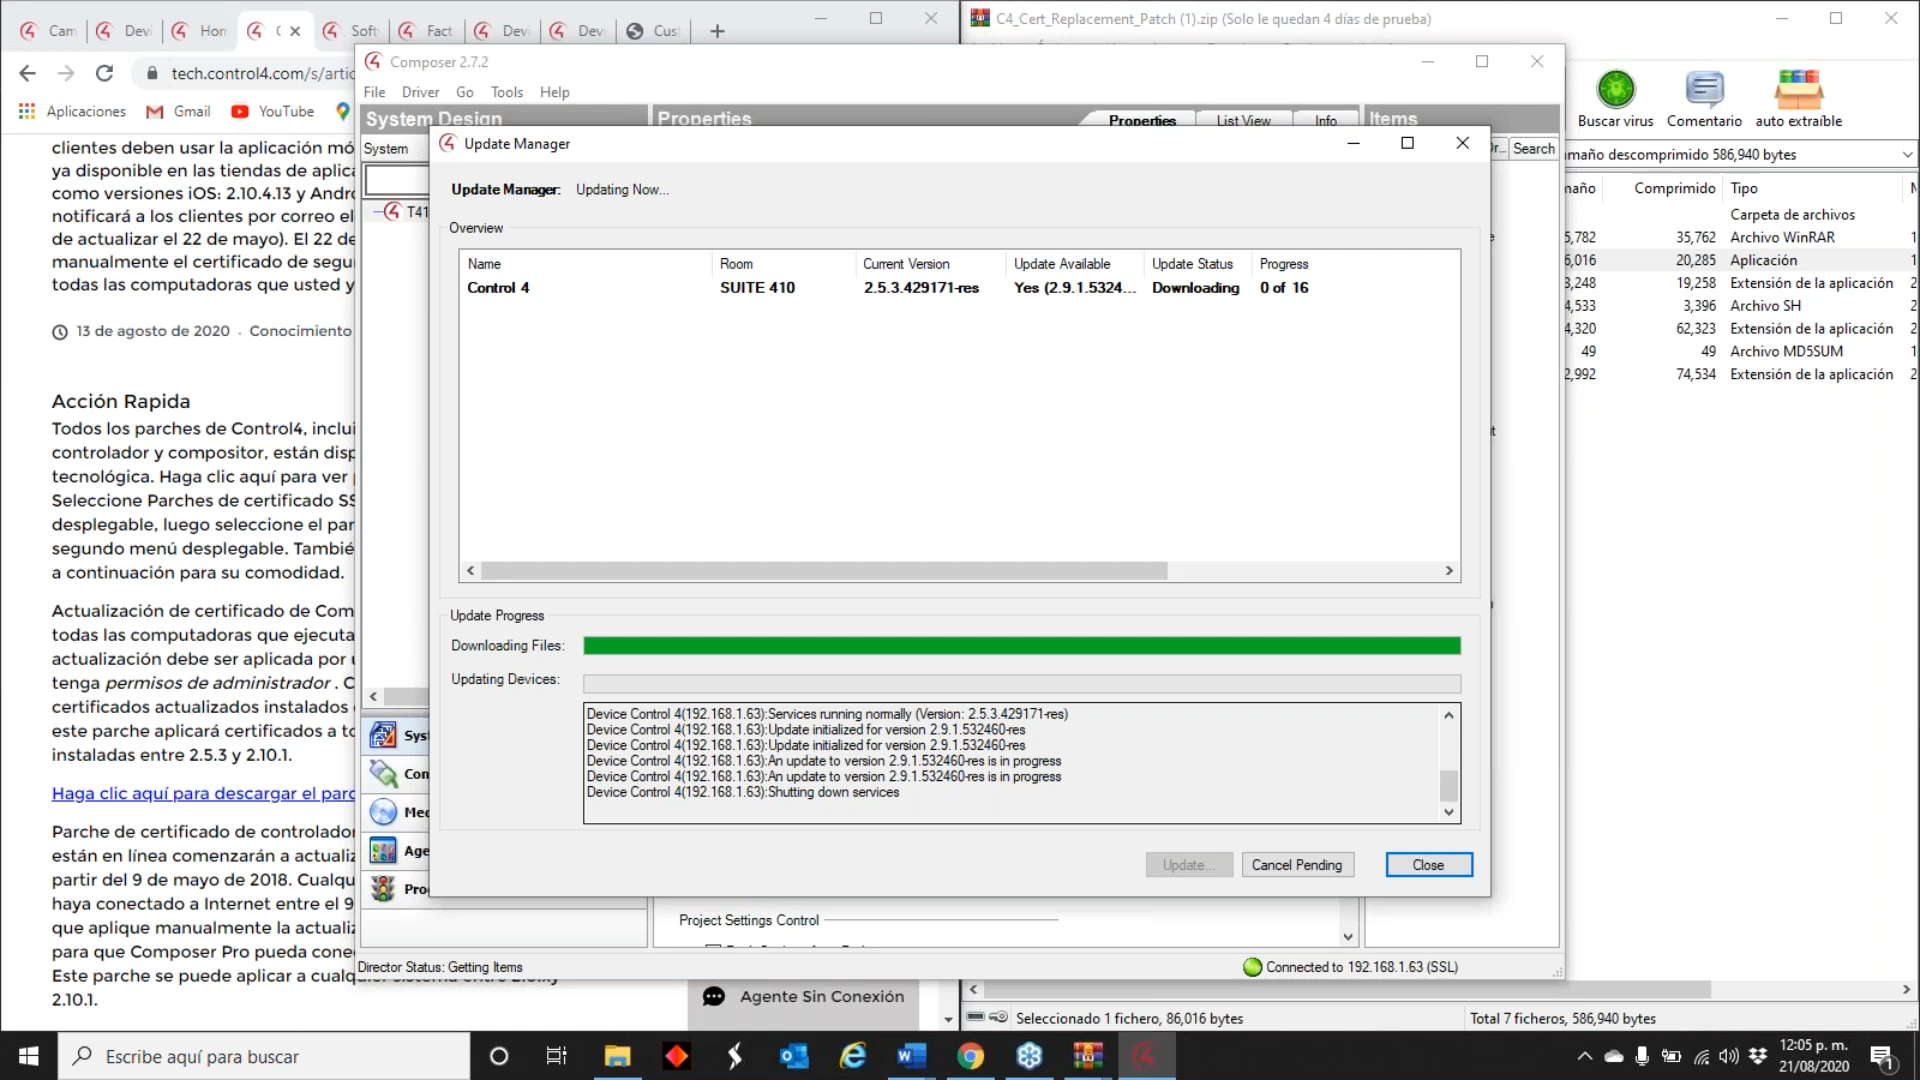 Cam
Devi
Hom
Soft
Fact
Devi
Devi
Cust
tech.control4.com/s/artic
Aplicaciones
Gmail
YouTube
clientes deben usar la aplicación mó
ya disponible en las tiendas de aplica
como versiones iOS: 2.10.4.13 y Andro
notificará a los clientes por correo el
de actualizar el 22 de mayo). El 22 de
manualmente el certificado de segu
todas las computadoras que usted y
13 de agosto de 2020 · Conocimiento
Acción Rapida
Todos los parches de Control4, inclui
controlador y compositor, están disp
tecnológica. Haga clic aquí para ver
Seleccione Parches de certificado SS
desplegable, luego seleccione el par
segundo menú desplegable. Tambié
a continuación para su comodidad.
Actualización de certificado de Com
todas las computadoras que ejecuta
actualización debe ser aplicada por u
tenga permisos de administrador . C
certificados actualizados instalados
este parche aplicará certificados a to
instaladas entre 2.5.3 y 2.10.1.
Haga clic aquí para descargar el parc
Parche de certificado de controlador
están en línea comenzarán a actualiz
partir del 9 de mayo de 2018. Cualqu
haya conectado a Internet entre el 9
que aplique manualmente la actualiz
para que Composer Pro pueda cone
Este parche se puede aplicar a cualq
2.10.1.
Agente Sin Conexión
Composer 2.7.2
File Driver Go Tools Help
System Design
Properties
Properties
List View
Info
Items
System
Search
T41
Syst
Con
Med
Age
Pro
Update Manager
Update Manager: Updating Now...
Overview
Name Room Current Version Update Available Update Status Progress
Control 4 SUITE 410 2.5.3.429171-res Yes (2.9.1.5324... Downloading 0 of 16
Update Progress
Downloading Files:
Updating Devices:
Device Control 4(192.168.1.63):Services running normally (Version: 2.5.3.429171-res)
Device Control 4(192.168.1.63):Update initialized for version 2.9.1.532460-res
Device Control 4(192.168.1.63):Update initialized for version 2.9.1.532460-res
Device Control 4(192.168.1.63):An update to version 2.9.1.532460-res is in progress
Device Control 4(192.168.1.63):An update to version 2.9.1.532460-res is in progress
Device Control 4(192.168.1.63):Shutting down services
Update...
Cancel Pending
Close
Project Settings Control
Director Status: Getting Items
Connected to 192.168.1.63 (SSL)
C4_Cert_Replacement_Patch (1).zip (Solo le quedan 4 días de prueba)
Buscar virus
Comentario
auto extraíble
maño descomprimido 586,940 bytes
maño Comprimido Tipo
Carpeta de archivos
5,782 35,762 Archivo WinRAR
6,016 20,285 Aplicación
3,248 19,258 Extensión de la aplicación
4,533 3,396 Archivo SH
4,320 62,323 Extensión de la aplicación
49 49 Archivo MD5SUM
2,992 74,534 Extensión de la aplicación
Seleccionado 1 fichero, 86,016 bytes
Total 7 ficheros, 586,940 bytes
Escribe aquí para buscar
12:05 p. m.
21/08/2020
1